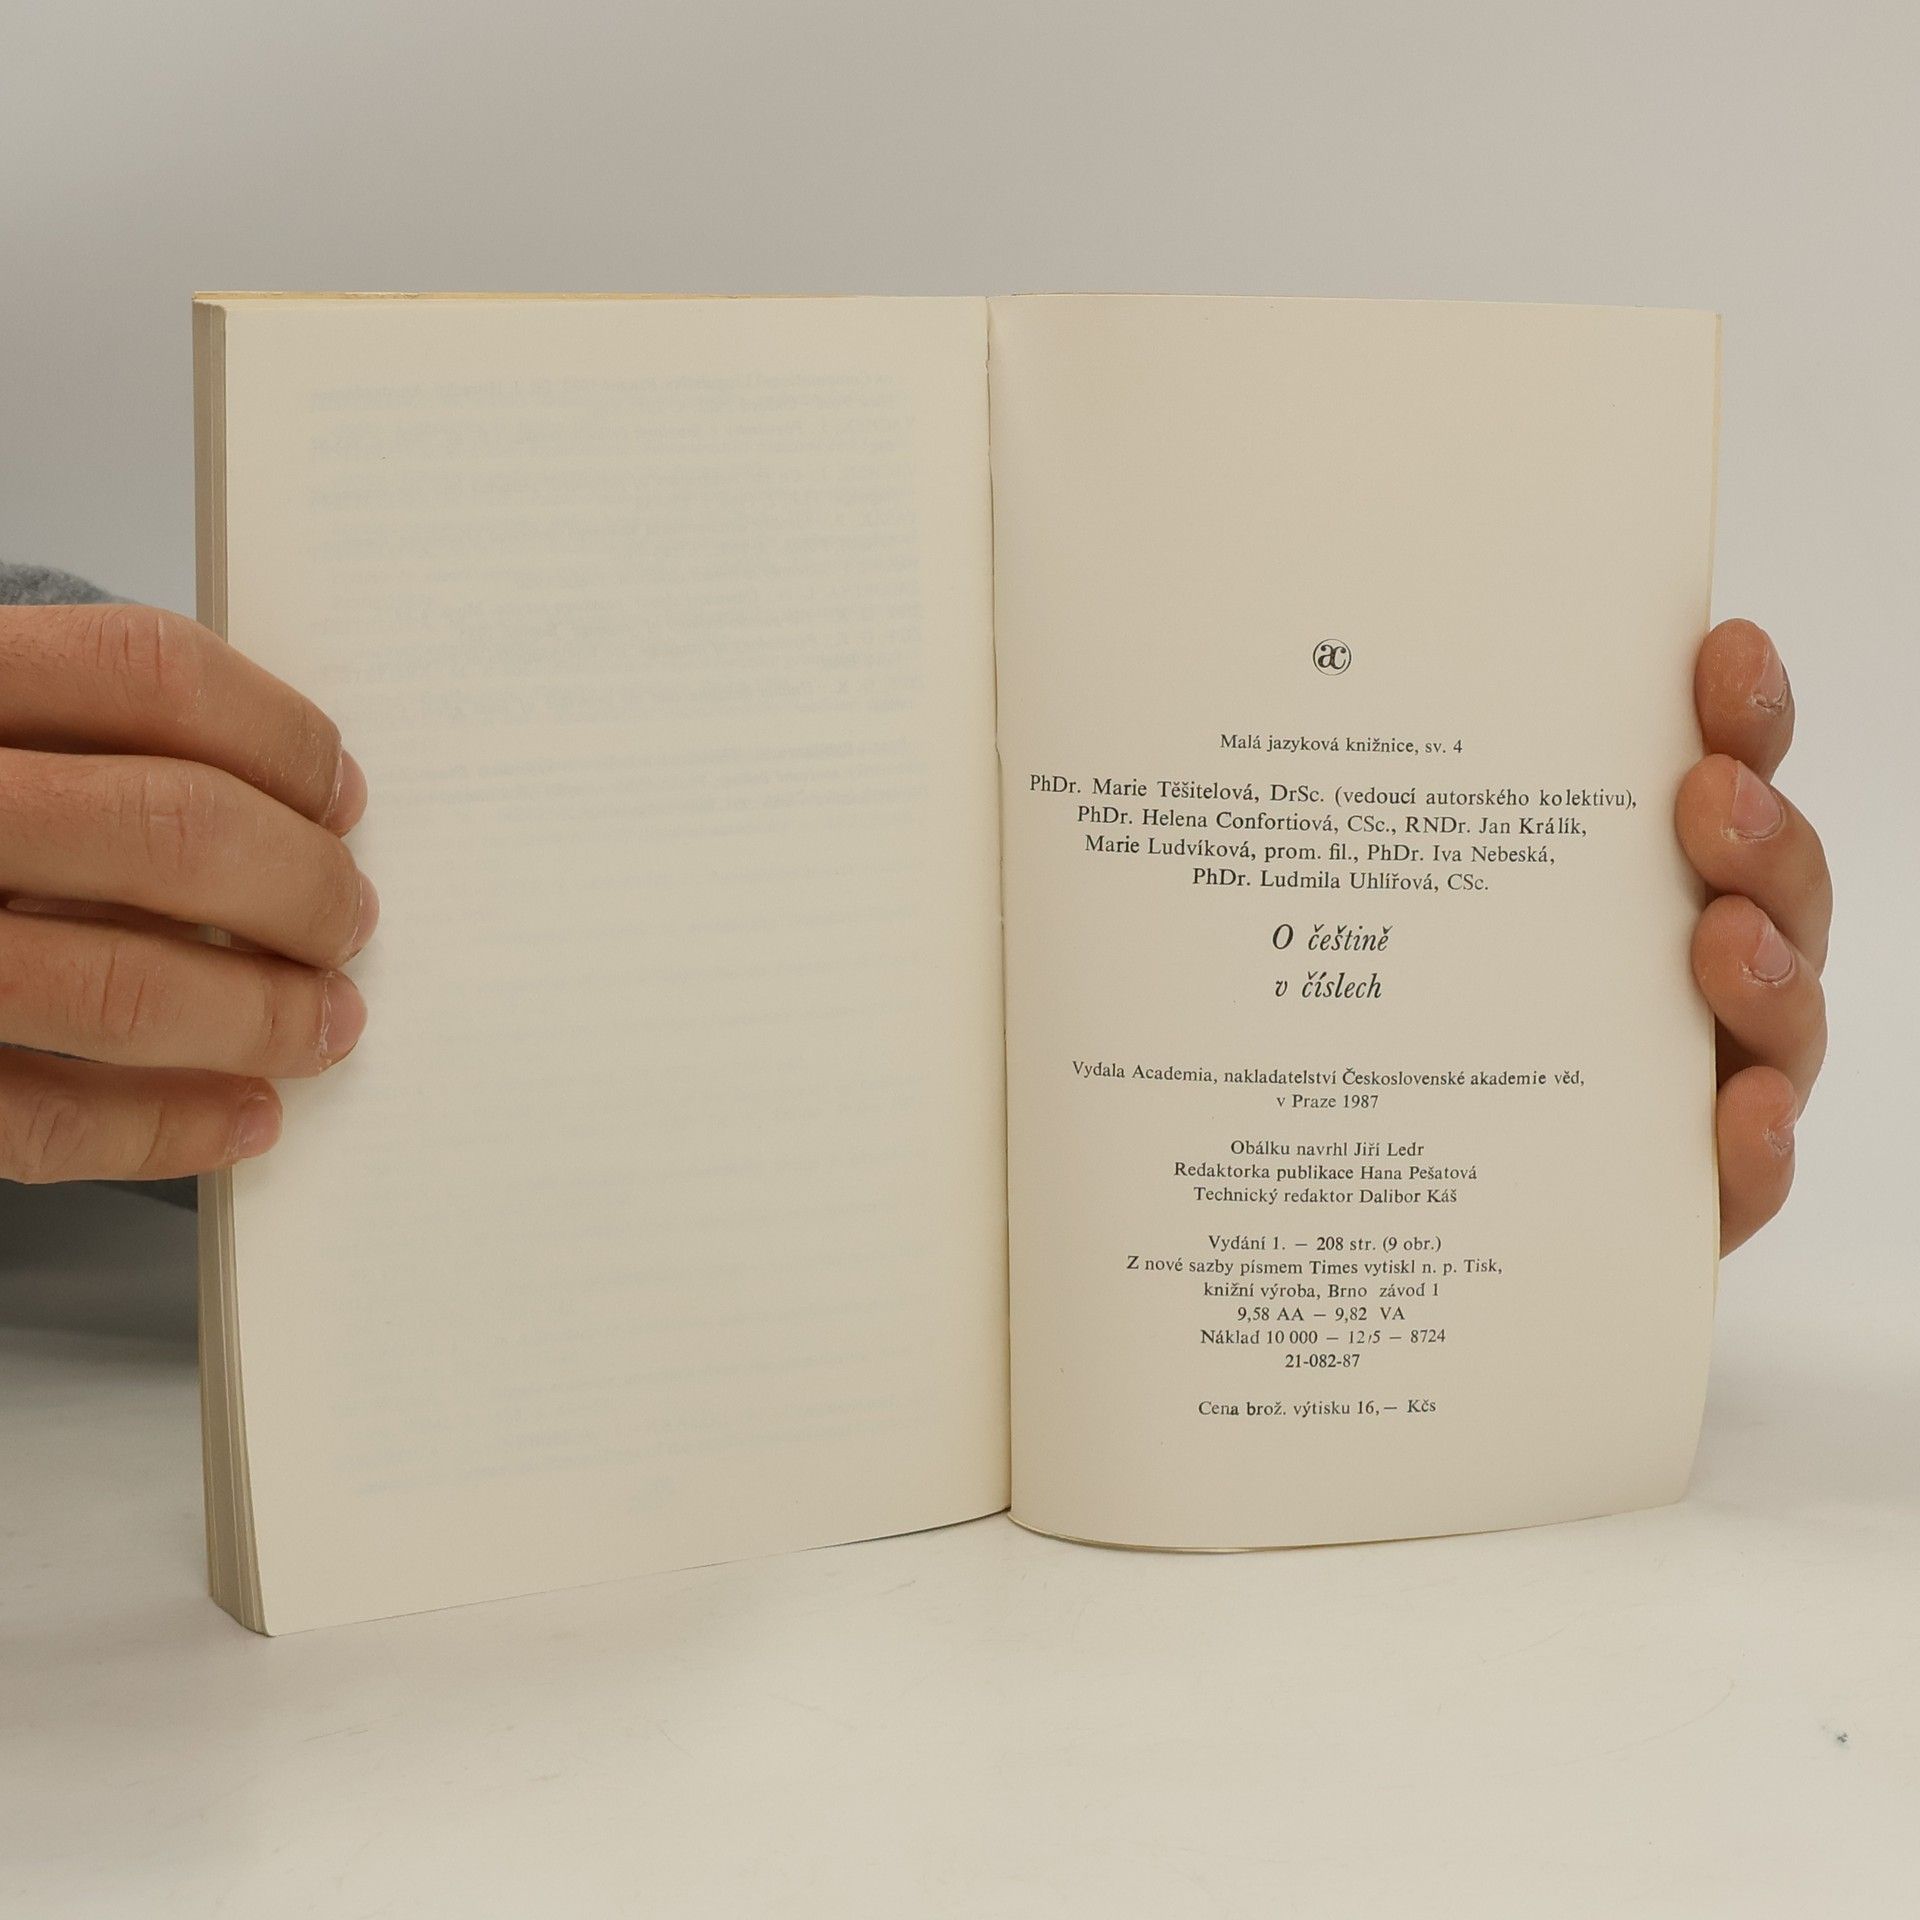 ac
Malá jazyková knižnice, sv. 4
PhDr. Marie Těšitelová, DrSc. (vedoucí autorského kolektivu),
PhDr. Helena Confortiová, CSc., RNDr. Jan Králík,
Marie Ludvíková, prom. fil., PhDr. Iva Nebeská,
PhDr. Ludmila Uhlířová, CSc.
O češtině
v číslech
Vydala Academia, nakladatelství Československé akademie věd,
v Praze 1987
Obálku navrhl Jiří Ledr
Redaktorka publikace Hana Pešatová
Technický redaktor Dalibor Káš
Vydání 1. — 208 str. (9 obr.)
Z nové sazby písmem Times vytiskl n. p. Tisk,
knižní výroba, Brno závod 1
9,58 AA — 9,82 VA
Náklad 10 000 — 12/5 — 8724
21-082-87
Cena brož. výtisku 16,— Kčs